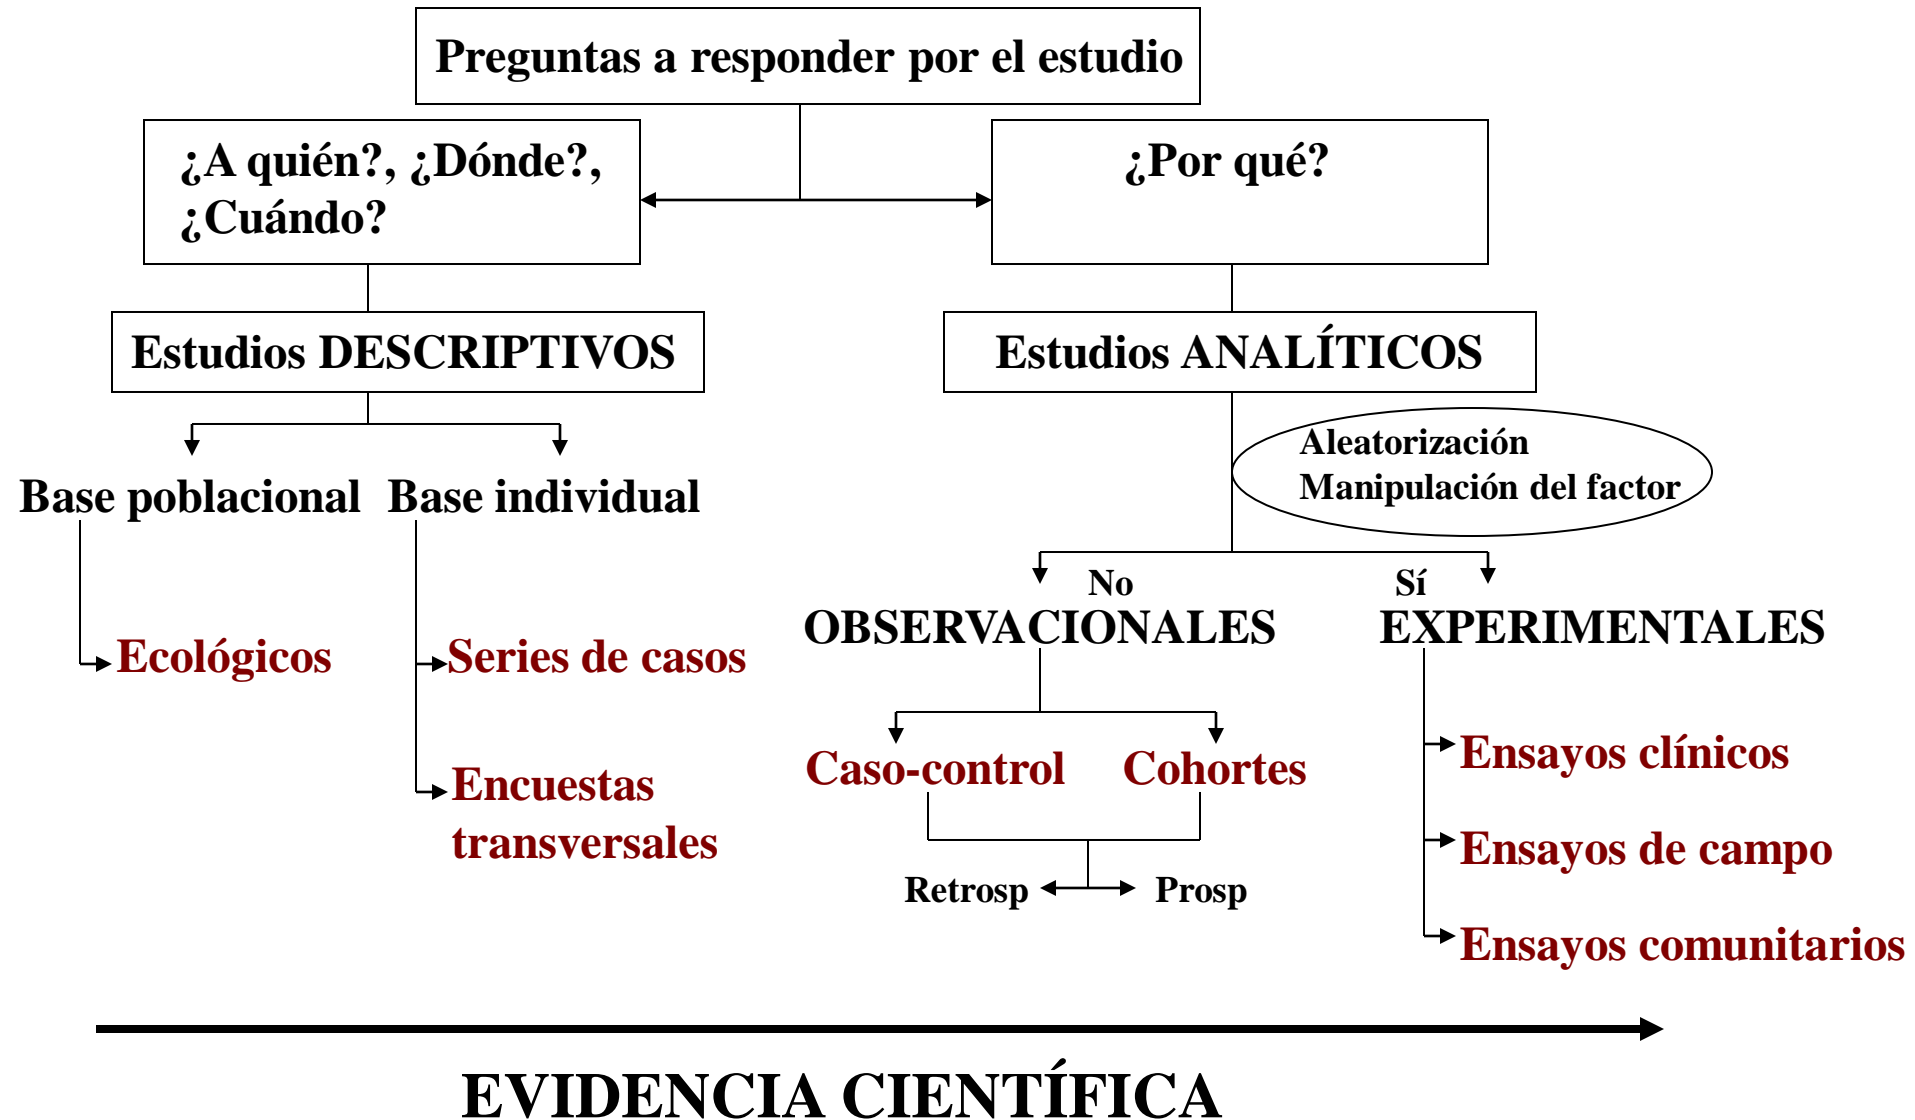 Preguntas a responder por el estudio
¿A quién?, ¿Dónde?,
¿Cuándo?
¿Por qué?
Estudios DESCRIPTIVOS
Estudios ANALÍTICOS
Aleatorización
Manipulación del factor
Base poblacional
Base individual
No
Sí
OBSERVACIONALES
EXPERIMENTALES
Ecológicos
Series de casos
Encuestas
transversales
Caso-control
Cohortes
Retrosp
Prosp
Ensayos clínicos
Ensayos de campo
Ensayos comunitarios
EVIDENCIA CIENTÍFICA